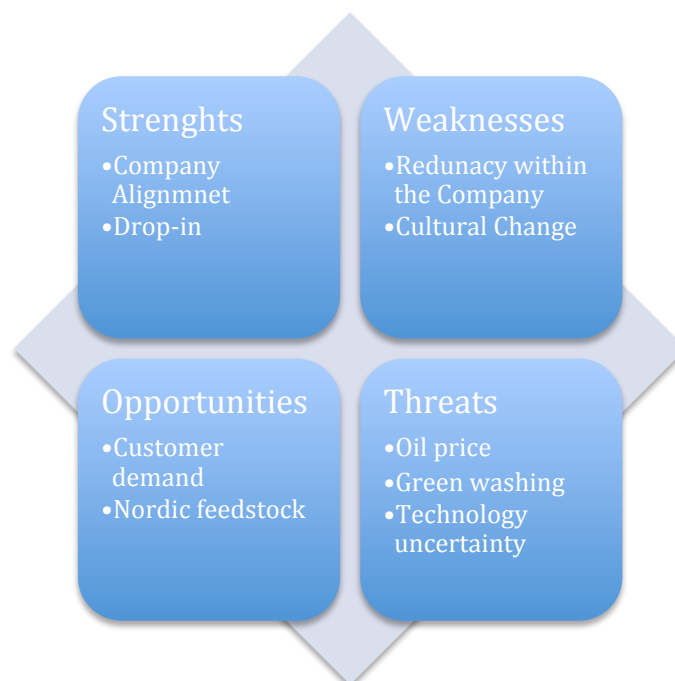 Strenghts
•Company
Alignmnet
•Drop-in
Weaknesses
•Redunacy within
the Company
•Cultural Change
Opportunities
•Customer
demand
•Nordic feedstock
Threats
•Oil price
•Green washing
•Technology
uncertainty